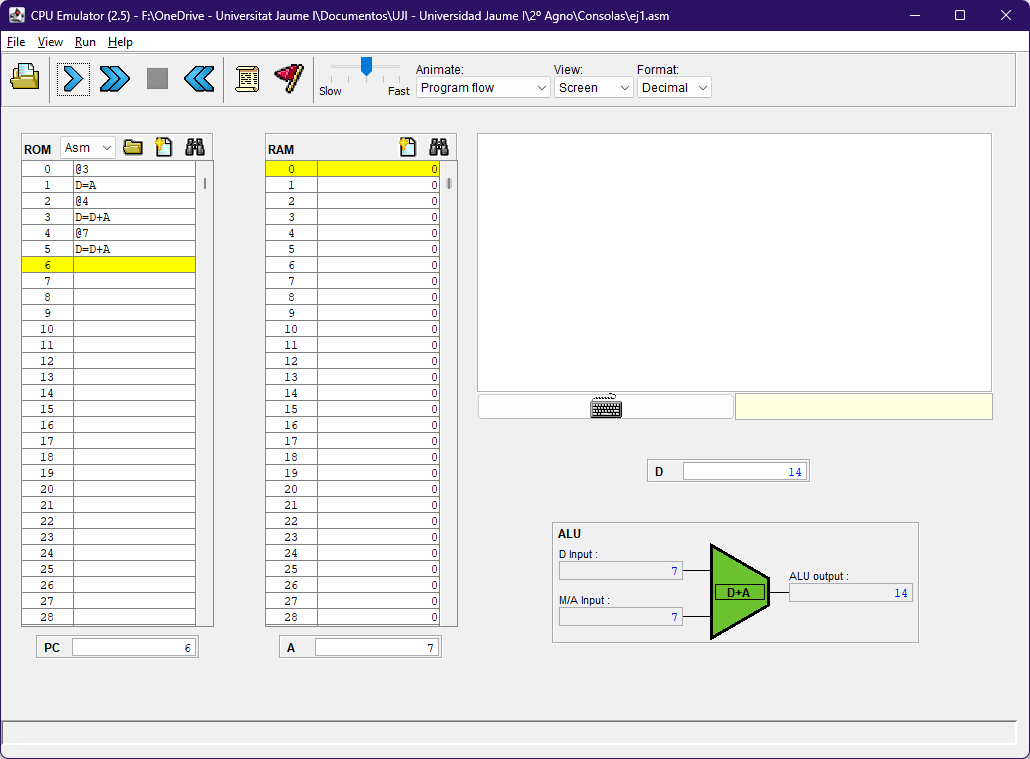 CPU Emulator (2.5) - F:\OneDrive - Universitat Jaume I\Documentos\UJI - Universidad Jaume I\2º Agno\Consolas\ej1.asm
File View Run Help
Slow Fast
Animate:
Program flow
View:
Screen
Format:
Decimal
ROM Asm
0 @3
1 D=A
2 @4
3 D=D+A
4 @7
5 D=D+A
6
7
8
9
10
11
12
13
14
15
16
17
18
19
20
21
22
23
24
25
26
27
28
PC 6
RAM
0 0
1 0
2 0
3 0
4 0
5 0
6 0
7 0
8 0
9 0
10 0
11 0
12 0
13 0
14 0
15 0
16 0
17 0
18 0
19 0
20 0
21 0
22 0
23 0
24 0
25 0
26 0
27 0
28 0
A 7
D 14
ALU
D Input :
7
M/A Input :
7
D+A
ALU output :
14